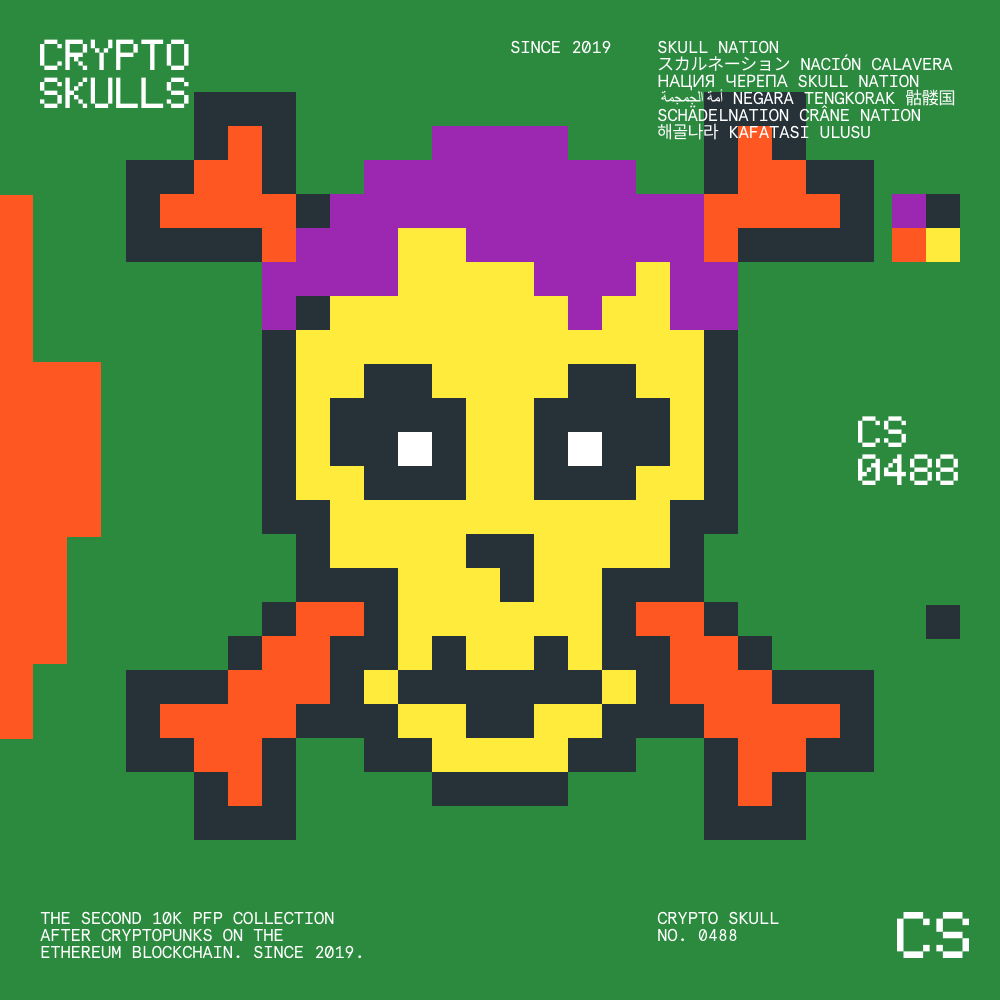 CRYPTO
SKULLS
SINCE 2019
SKULL NATION
スカルネーション NACIÓN CALAVERA
НАЦИЯ ЧЕРЕПА SKULL NATION
أمة الجمجمة NEGARA TENGKORAK 骷髅国
SCHÄDELNATION CRÂNE NATION
해골나라 KAFATASI ULUSU
CS
0488
THE SECOND 10K PFP COLLECTION
AFTER CRYPTOPUNKS ON THE
ETHEREUM BLOCKCHAIN. SINCE 2019.
CRYPTO SKULL
NO. 0488
CS